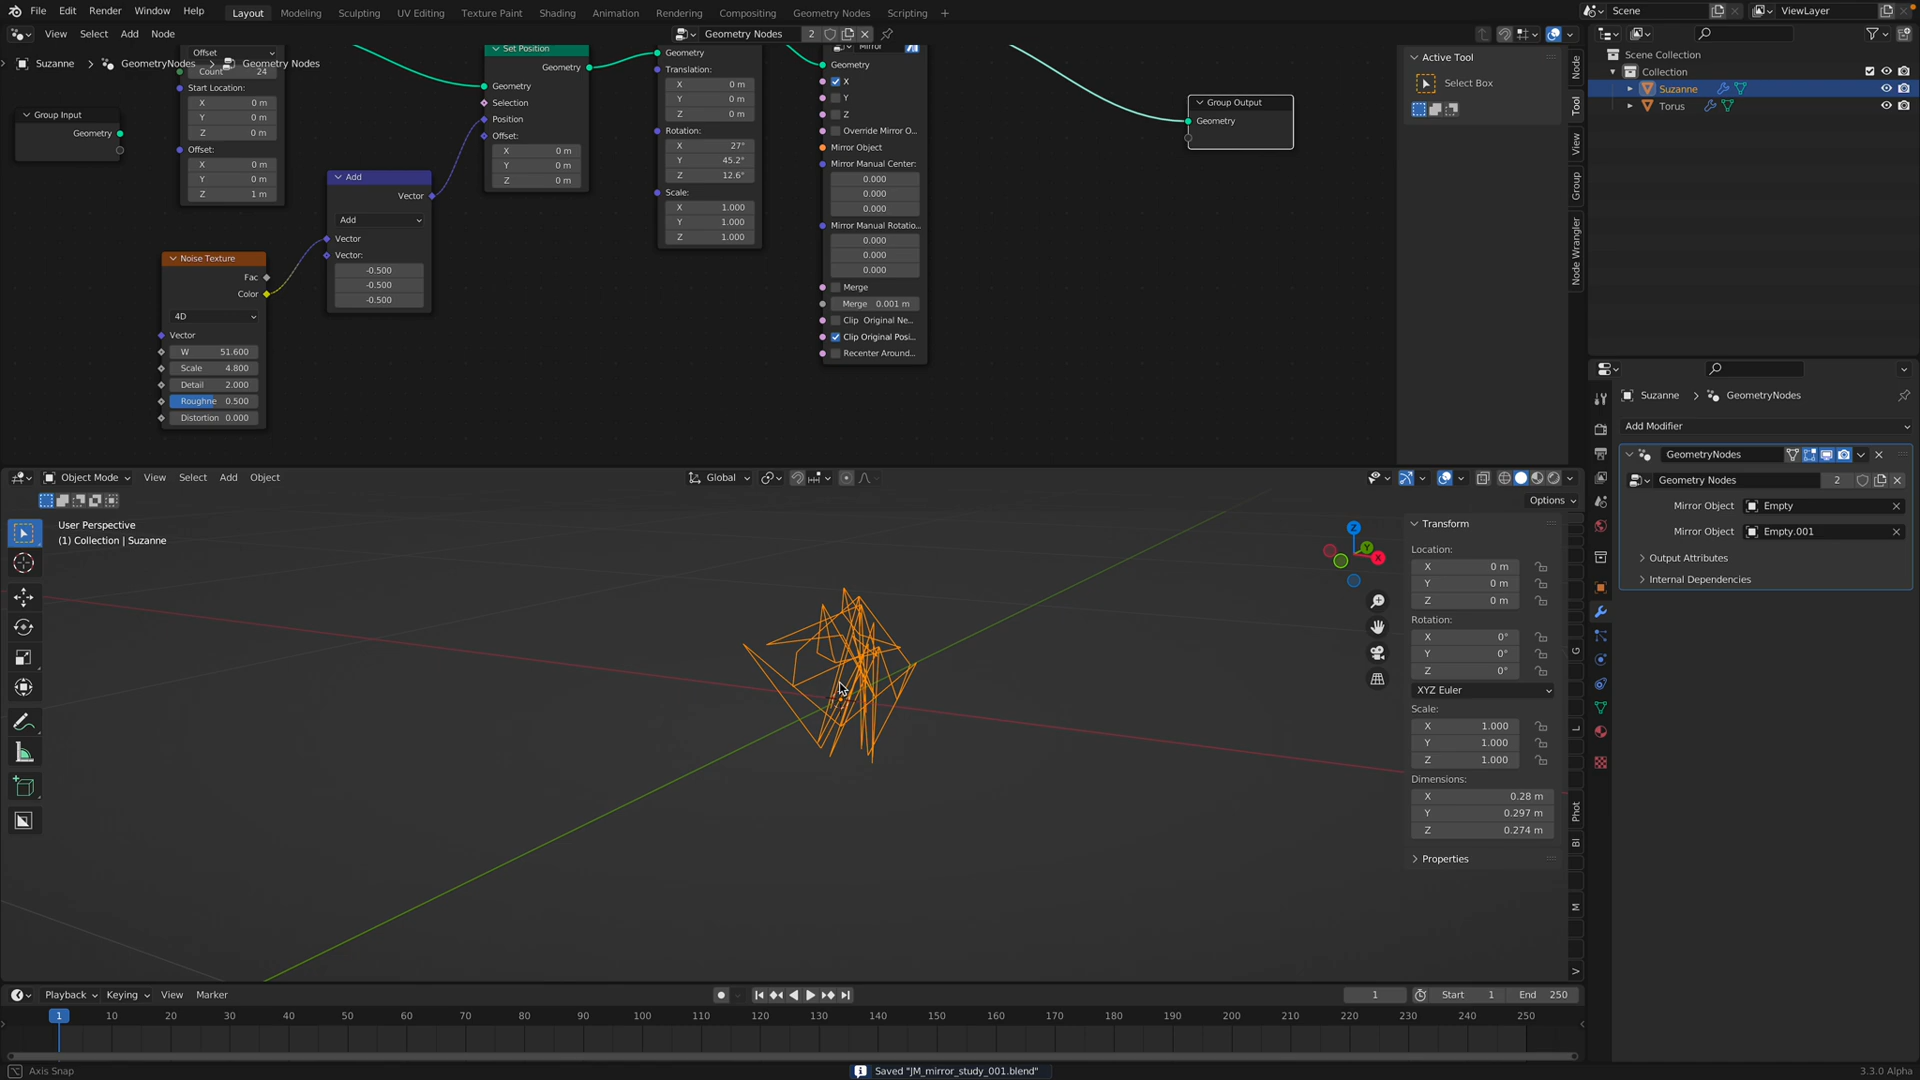 File Edit Render Window Help Layout Modeling Sculpting UV Editing Texture Paint Shading Animation Rendering Compositing Geometry Nodes Scripting + Scene ViewLayer
View Select Add Node Geometry Nodes 2
Suzanne > GeometryNodes > Geometry Nodes
Offset
Count 24
Start Location:
X 0 m
Y 0 m
Z 0 m
Offset:
X 0 m
Y 0 m
Z 1 m
Group Input
Geometry
Noise Texture
Fac
Color
4D
Vector
W 51.600
Scale 4.800
Detail 2.000
Roughne 0.500
Distortion 0.000
Add
Vector
Add
Vector
Vector:
-0.500
-0.500
-0.500
Set Position
Geometry
Geometry
Selection
Position
Offset:
X 0 m
Y 0 m
Z 0 m
Geometry
Translation:
X 0 m
Y 0 m
Z 0 m
Rotation:
X 27°
Y 45.2°
Z 12.6°
Scale:
X 1.000
Y 1.000
Z 1.000
Mirror
Geometry
X
Y
Z
Override Mirror O...
Mirror Object
Mirror Manual Center:
0.000
0.000
0.000
Mirror Manual Rotatio...
0.000
0.000
0.000
Merge
Merge 0.001 m
Clip Original Ne...
Clip Original Posi...
Recenter Around...
Group Output
Geometry
Active Tool
Select Box
Node
Tool
View
Group
Node Wrangler
Scene Collection
Collection
Suzanne
Torus
Suzanne > GeometryNodes
Add Modifier
GeometryNodes
Geometry Nodes 2
Mirror Object Empty
Mirror Object Empty.001
Output Attributes
Internal Dependencies
Object Mode View Select Add Object Global
Options
User Perspective
(1) Collection | Suzanne
Z
Y
X
Transform
Location:
X 0 m
Y 0 m
Z 0 m
Rotation:
X 0°
Y 0°
Z 0°
XYZ Euler
Scale:
X 1.000
Y 1.000
Z 1.000
Dimensions:
X 0.28 m
Y 0.297 m
Z 0.274 m
Properties
G
L
Phot
BI
M
Playback Keying View Marker 1 Start 1 End 250
1 10 20 30 40 50 60 70 80 90 100 110 120 130 140 150 160 170 180 190 200 210 220 230 240 250
Axis Snap Saved "JM_mirror_study_001.blend" 3.3.0 Alpha